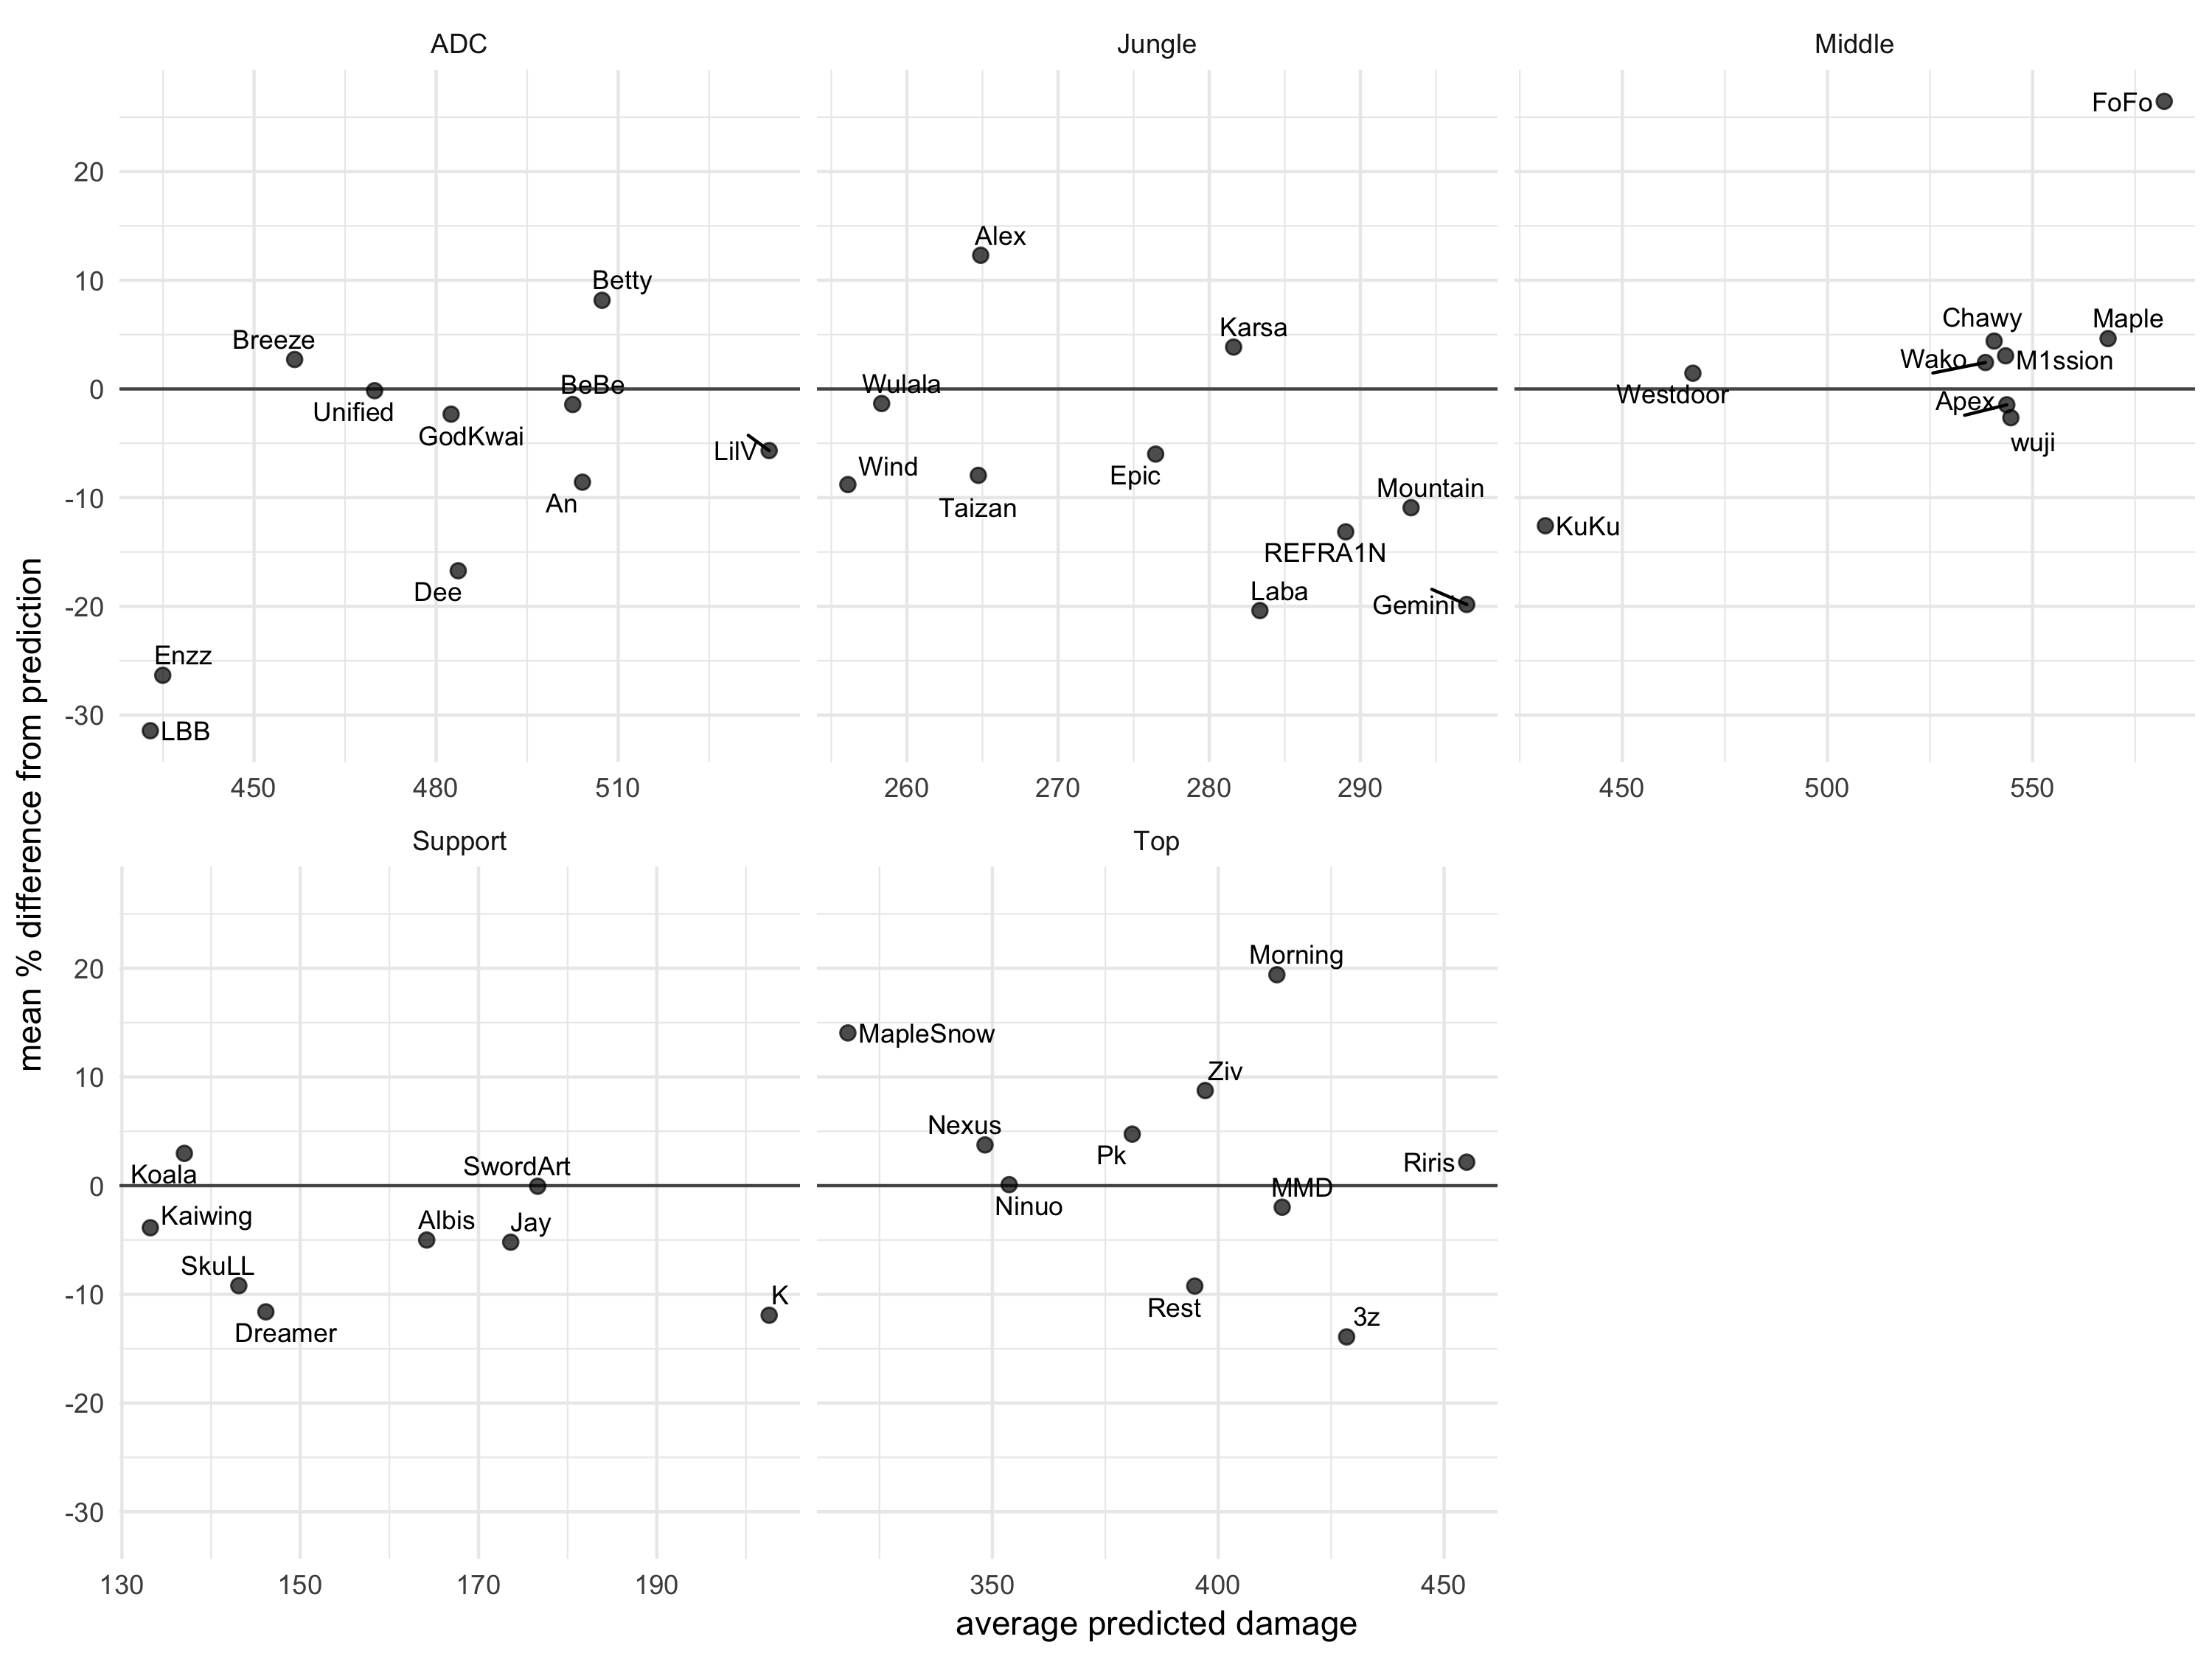 ADC
Jungle
Middle
FoFo
20
Alex
10
Betty
Karsa
Chawy
Maple
Breeze
Wako
M1ssion
0
BeBe
Wulala
Westdoor
Unified
Apex
GodKwai
wuji
LilV
Wind
Epic
-10
An
Taizan
Mountain
KuKu
REFRA1N
Dee
Laba
-20
Gemini
Enzz
-30
LBB
450
480
510
260
270
280
290
450
500
550
mean % difference from prediction
Support
Top
Morning
20
MapleSnow
10
Ziv
Nexus
Pk
Koala
SwordArt
Riris
0
MMD
Ninuo
Kaiwing
Albis
Jay
SkuLL
-10
K
Rest
3z
Dreamer
-20
-30
130
150
170
190
350
400
450
average predicted damage